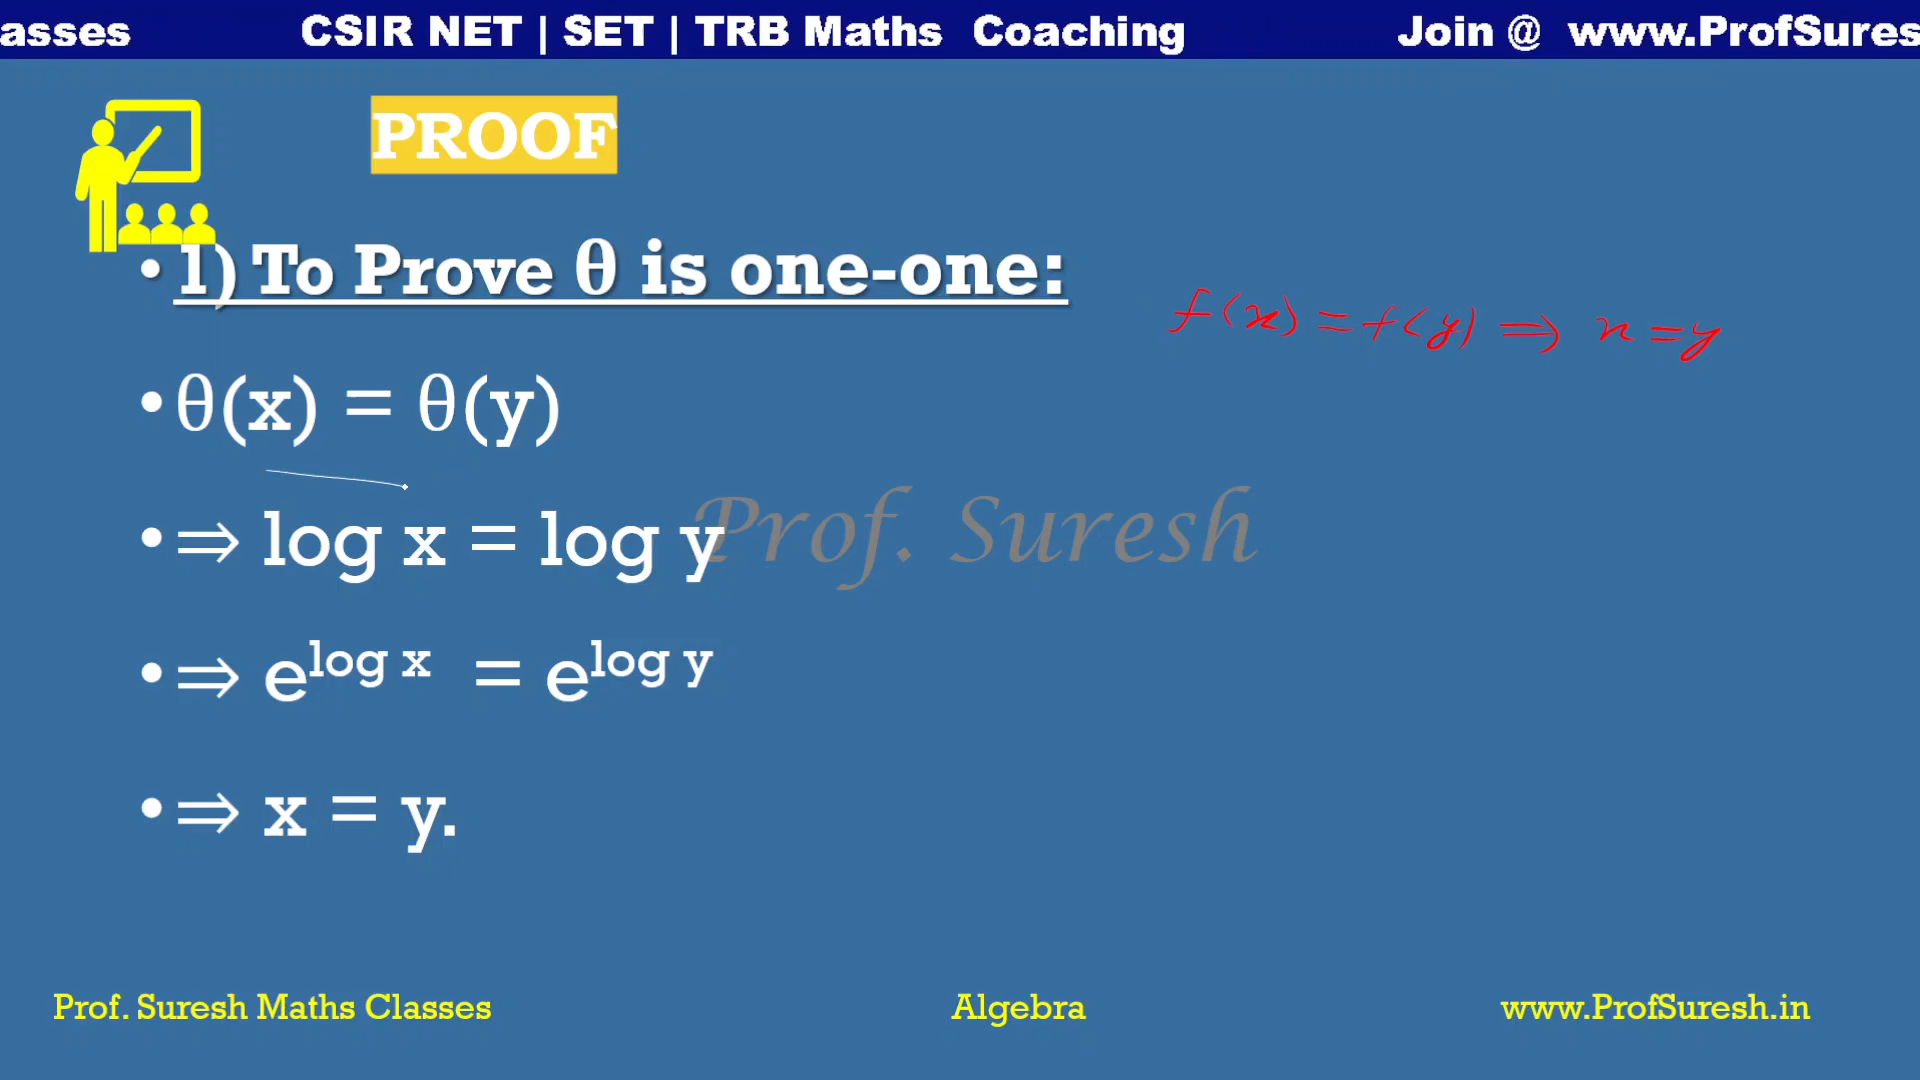 asses CSIR NET | SET | TRB Maths Coaching Join @ www.ProfSures
PROOF
• 1) To Prove θ is one-one:
f(x) = f(y) ⇒ x = y
• θ(x) = θ(y)
• ⇒ log x = log y
Prof. Suresh
• ⇒ e^log x = e^log y
• ⇒ x = y.
Prof. Suresh Maths Classes Algebra www.ProfSuresh.in